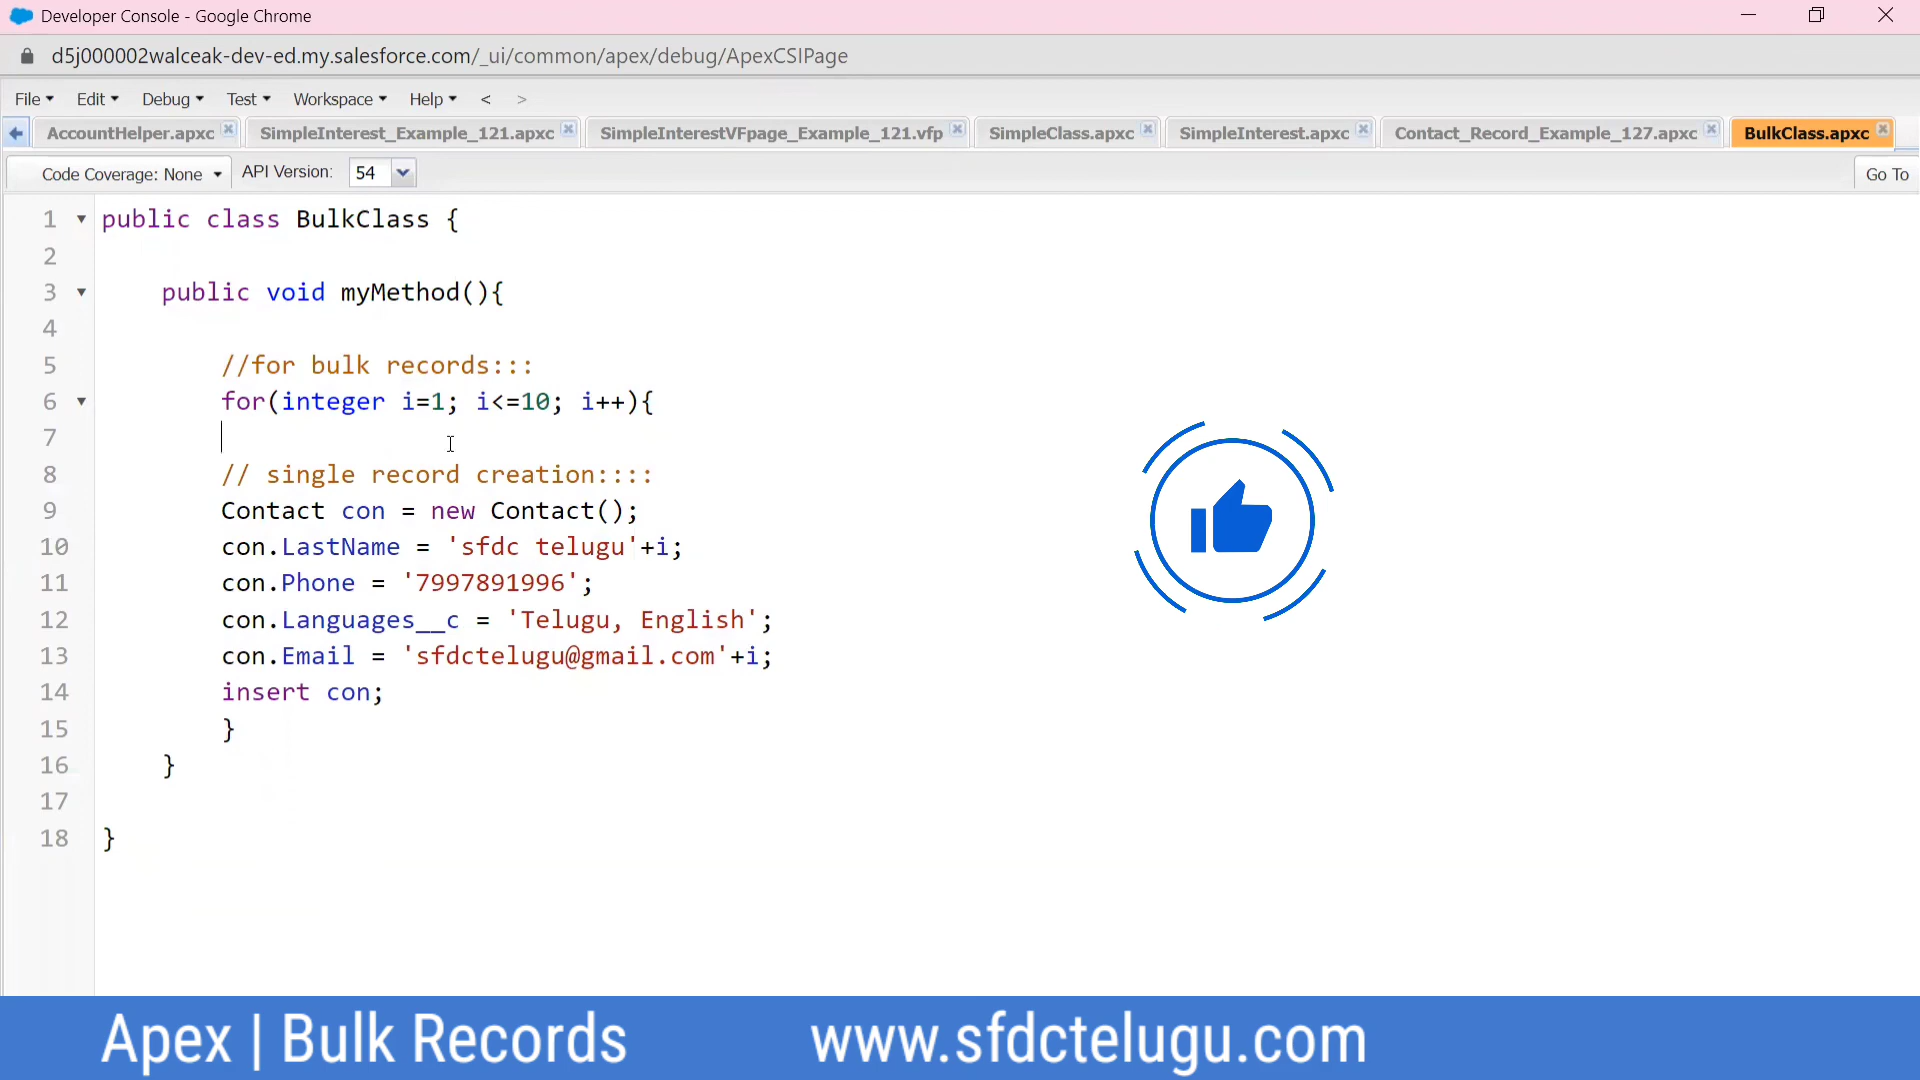 Developer Console - Google Chrome
d5j000002walceak-dev-ed.my.salesforce.com/_ui/common/apex/debug/ApexCSIPage
File Edit Debug Test Workspace Help < >
AccountHelper.apxc SimpleInterest_Example_121.apxc SimpleInterestVFpage_Example_121.vfp SimpleClass.apxc SimpleInterest.apxc Contact_Record_Example_127.apxc BulkClass.apxc
Code Coverage: None API Version: 54 Go To
1 public class BulkClass {
2
3 public void myMethod(){
4
5 //for bulk records:::
6 for(integer i=1; i<=10; i++){
7
8 // single record creation::::
9 Contact con = new Contact();
10 con.LastName = 'sfdc telugu'+i;
11 con.Phone = '7997891996';
12 con.Languages__c = 'Telugu, English';
13 con.Email = 'sfdctelugu@gmail.com'+i;
14 insert con;
15 }
16 }
17
18 }
Apex | Bulk Records www.sfdctelugu.com